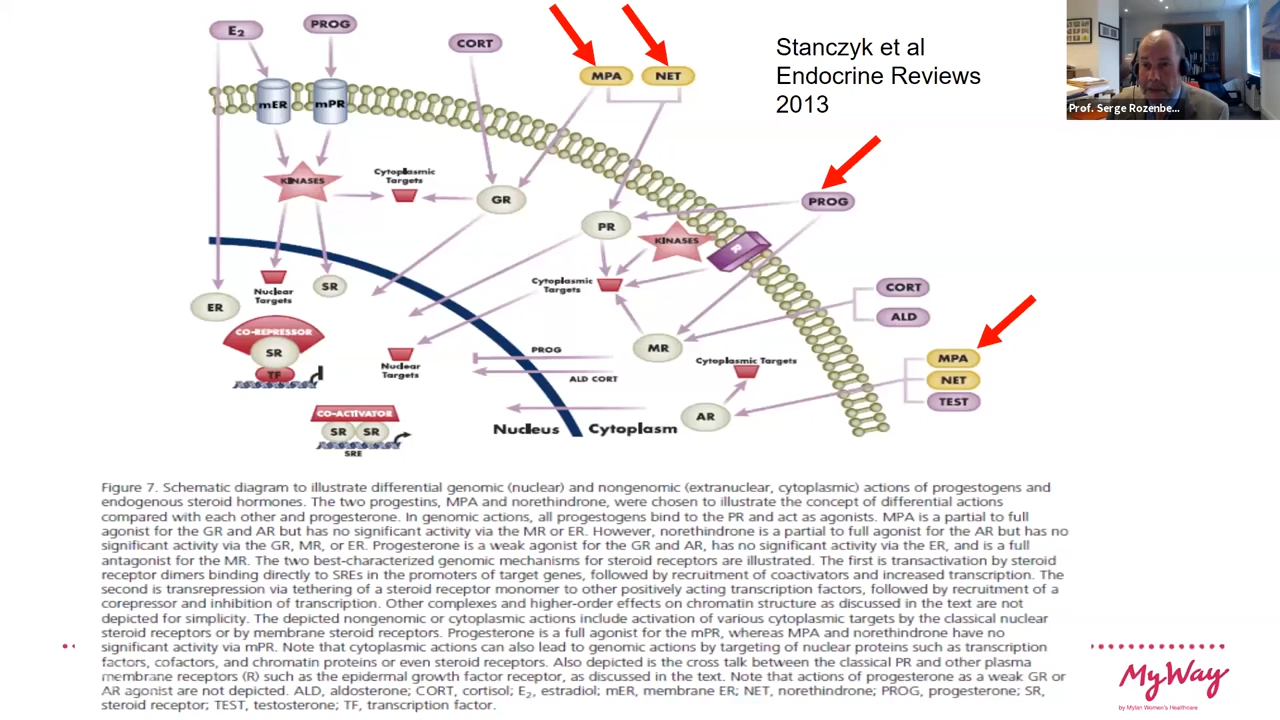 E2
PROG
CORT
MPA
NET
Stanczyk et al
Endocrine Reviews
2013
Prof. Serge Rozenbe...
mER
mPR
KINASES
Cytoplasmic
Targets
GR
PR
KINASES
R
PROG
Cytoplasmic
Targets
Nuclear
Targets
SR
ER
CO-REPRESSOR
SR
TF
Nuclear
Targets
MR
PROG
ALD CORT
Cytoplasmic Targets
CORT
ALD
MPA
NET
TEST
AR
CO-ACTIVATOR
SR SR
SRE
Nucleus
Cytoplasm
Figure 7. Schematic diagram to illustrate differential genomic (nuclear) and nongenomic (extranuclear, cytoplasmic) actions of progestogens and
endogenous steroid hormones. The two progestins, MPA and norethindrone, were chosen to illustrate the concept of differential actions
compared with each other and progesterone. In genomic actions, all progestogens bind to the PR and act as agonists. MPA is a partial to full
agonist for the GR and AR but has no significant activity via the MR or ER. However, norethindrone is a partial to full agonist for the AR but has no
significant activity via the GR, MR, or ER. Progesterone is a weak agonist for the GR and AR, has no significant activity via the ER, and is a full
antagonist for the MR. The two best-characterized genomic mechanisms for steroid receptors are illustrated. The first is transactivation by steroid
receptor dimers binding directly to SREs in the promoters of target genes, followed by recruitment of coactivators and increased transcription. The
second is transrepression via tethering of a steroid receptor monomer to other positively acting transcription factors, followed by recruitment of a
corepressor and inhibition of transcription. Other complexes and higher-order effects on chromatin structure as discussed in the text are not
depicted for simplicity. The depicted nongenomic or cytoplasmic actions include activation of various cytoplasmic targets by the classical nuclear
steroid receptors or by membrane steroid receptors. Progesterone is a full agonist for the mPR, whereas MPA and norethindrone have no
significant activity via mPR. Note that cytoplasmic actions can also lead to genomic actions by targeting of nuclear proteins such as transcription
factors, cofactors, and chromatin proteins or even steroid receptors. Also depicted is the cross talk between the classical PR and other plasma
membrane receptors (R) such as the epidermal growth factor receptor, as discussed in the text. Note that actions of progesterone as a weak GR or
AR agonist are not depicted. ALD, aldosterone; CORT, cortisol; E2, estradiol; mER, membrane ER; NET, norethindrone; PROG, progesterone; SR,
steroid receptor; TEST, testosterone; TF, transcription factor.
MyWay
by Mylan Women's Healthcare